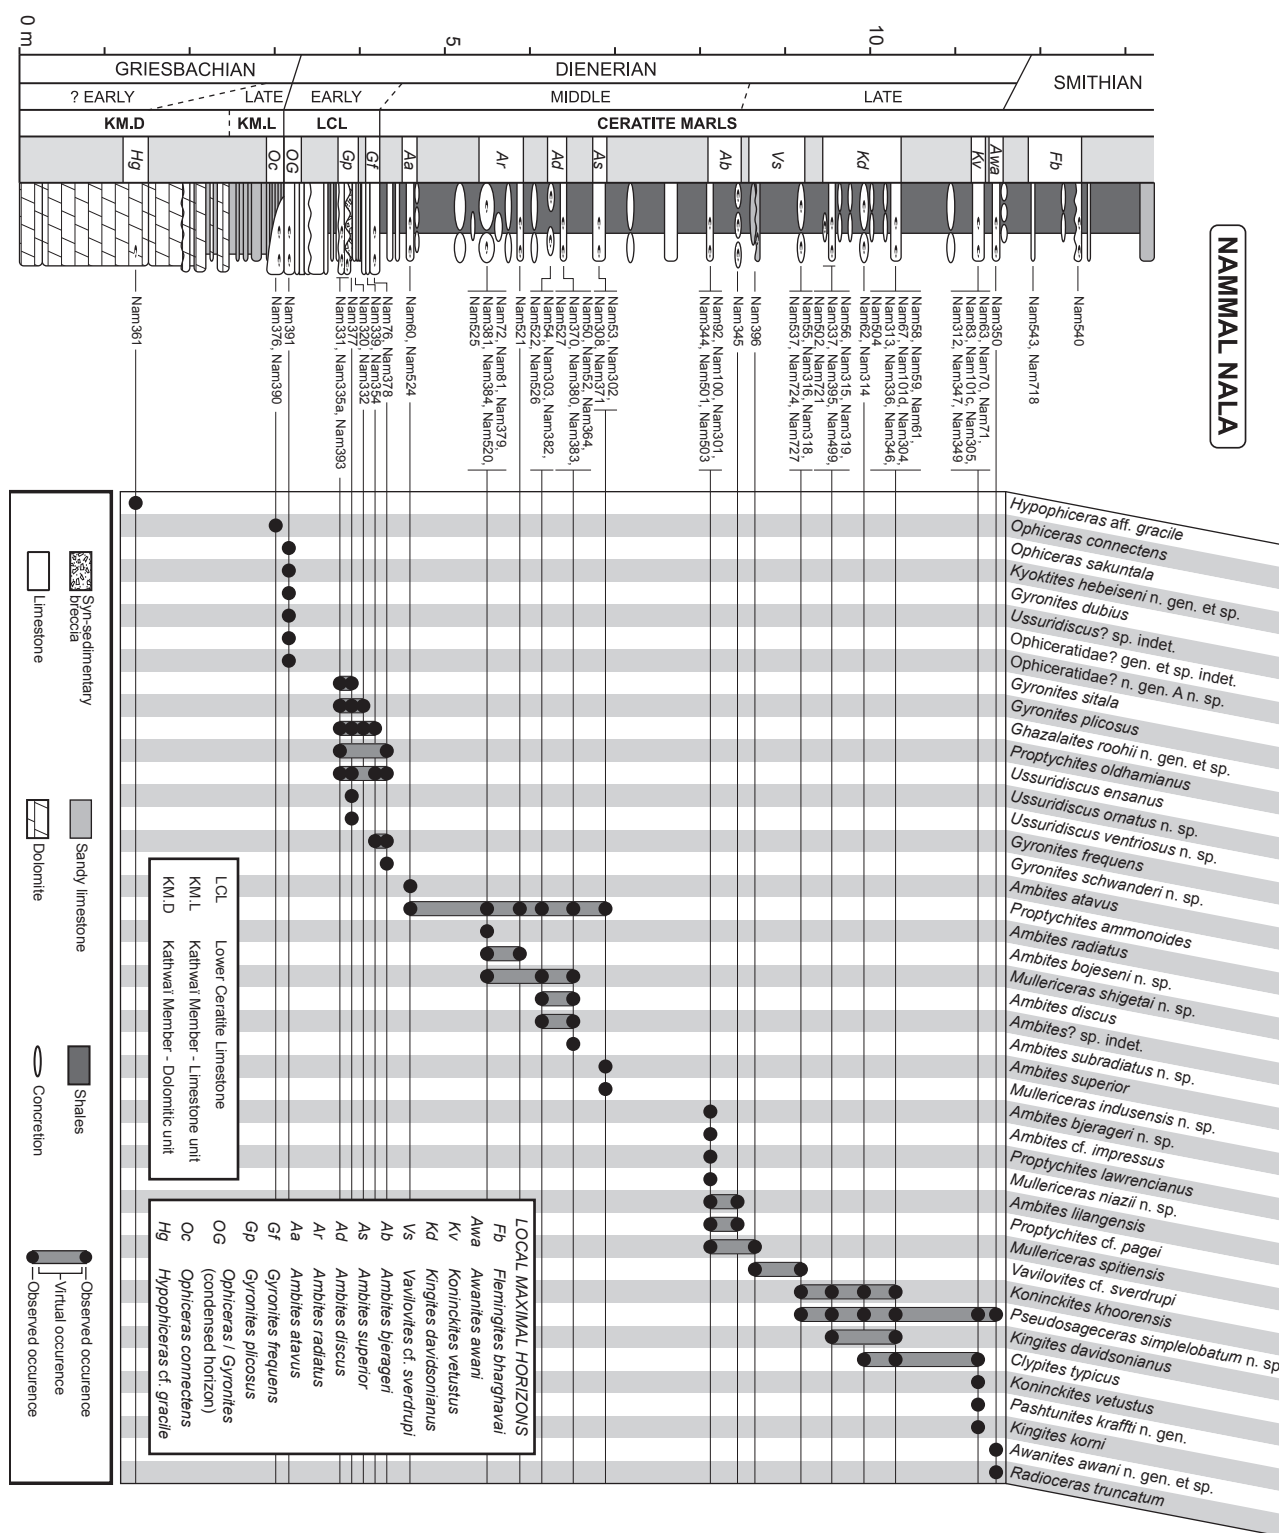 NAMMAL NALA
0 m
5
10
GRIESBACHIAN
DIENERIAN
SMITHIAN
? EARLY
LATE
EARLY
MIDDLE
LATE
KM.D
KM.L
LCL
CERATITE MARLS
Hg
Oc
OG
Gp
Gf
Aa
Ar
Ad
As
Ab
Vs
Kd
Kv
Awa
Fb
Nam361
Nam376, Nam390
Nam391
Nam331, Nam335a, Nam393
Nam377
Nam320, Nam332
Nam339, Nam354
Nam76, Nam378
Nam60, Nam524
Nam72, Nam81, Nam379,
Nam381, Nam384, Nam520,
Nam525
Nam521
Nam54, Nam303, Nam382,
Nam522, Nam526
Nam50, Nam52, Nam364,
Nam370, Nam380, Nam383,
Nam527
Nam53, Nam302,
Nam308, Nam371
Nam92, Nam100, Nam301,
Nam344, Nam501, Nam503
Nam345
Nam396
Nam55, Nam316, Nam318,
Nam537, Nam724, Nam727
Nam56, Nam315, Nam319,
Nam337, Nam395, Nam499,
Nam502, Nam721
Nam62, Nam314
Nam58, Nam59, Nam61,
Nam67, Nam101d, Nam304,
Nam313, Nam336, Nam346,
Nam504
Nam63, Nam70, Nam71,
Nam83, Nam101c, Nam305,
Nam312, Nam347, Nam349
Nam350
Nam543, Nam718
Nam540
Hypophiceras aff. gracile
Ophiceras connectens
Ophiceras sakuntala
Kyoktites hebeiseni n. gen. et sp.
Gyronites dubius
Ussuridiscus? sp. indet.
Ophiceratidae? gen. et sp. indet.
Ophiceratidae? n. gen. A n. sp.
Gyronites sitala
Gyronites plicosus
Ghazalaites roohii n. gen. et sp.
Proptychites oldhamianus
Ussuridiscus ensanus
Ussuridiscus ornatus n. sp.
Ussuridiscus ventriosus n. sp.
Gyronites frequens
Gyronites schwanderi n. sp.
Ambites atavus
Proptychites ammonoides
Ambites radiatus
Ambites bojeseni n. sp.
Mullericeras shigetai n. sp.
Ambites discus
Ambites? sp. indet.
Ambites subradiatus n. sp.
Ambites superior
Mullericeras indusensis n. sp.
Ambites bjerageri n. sp.
Ambites cf. impressus
Proptychites lawrencianus
Mullericeras niazii n. sp.
Ambites lilangensis
Proptychites cf. pagei
Mullericeras spitiensis
Vavilovites cf. sverdrupi
Koninckites khoorensis
Pseudosageceras simplelobatum n. sp
Kingites davidsonianus
Clypites typicus
Koninckites vetustus
Pashtunites kraffti n. gen.
Kingites korni
Awanites awani n. gen. et sp.
Radioceras truncatum
LCL Lower Ceratite Limestone
KM.L Kathwaï Member - Limestone unit
KM.D Kathwaï Member - Dolomitic unit
LOCAL MAXIMAL HORIZONS
Fb Flemingites bharghavai
Awa Awanites awani
Kv Koninckites vetustus
Kd Kingites davidsonianus
Vs Vavilovites cf. sverdrupi
Ab Ambites bjerageri
As Ambites superior
Ad Ambites discus
Ar Ambites radiatus
Aa Ambites atavus
Gf Gyronites frequens
Gp Gyronites plicosus
OG Ophiceras / Gyronites
(condensed horizon)
Oc Ophiceras connectens
Hg Hypophiceras cf. gracile
Syn-sedimentary
breccia
Sandy limestone
Shales
Limestone
Dolomite
Concretion
Observed occurence
Virtual occurence
Observed occurence